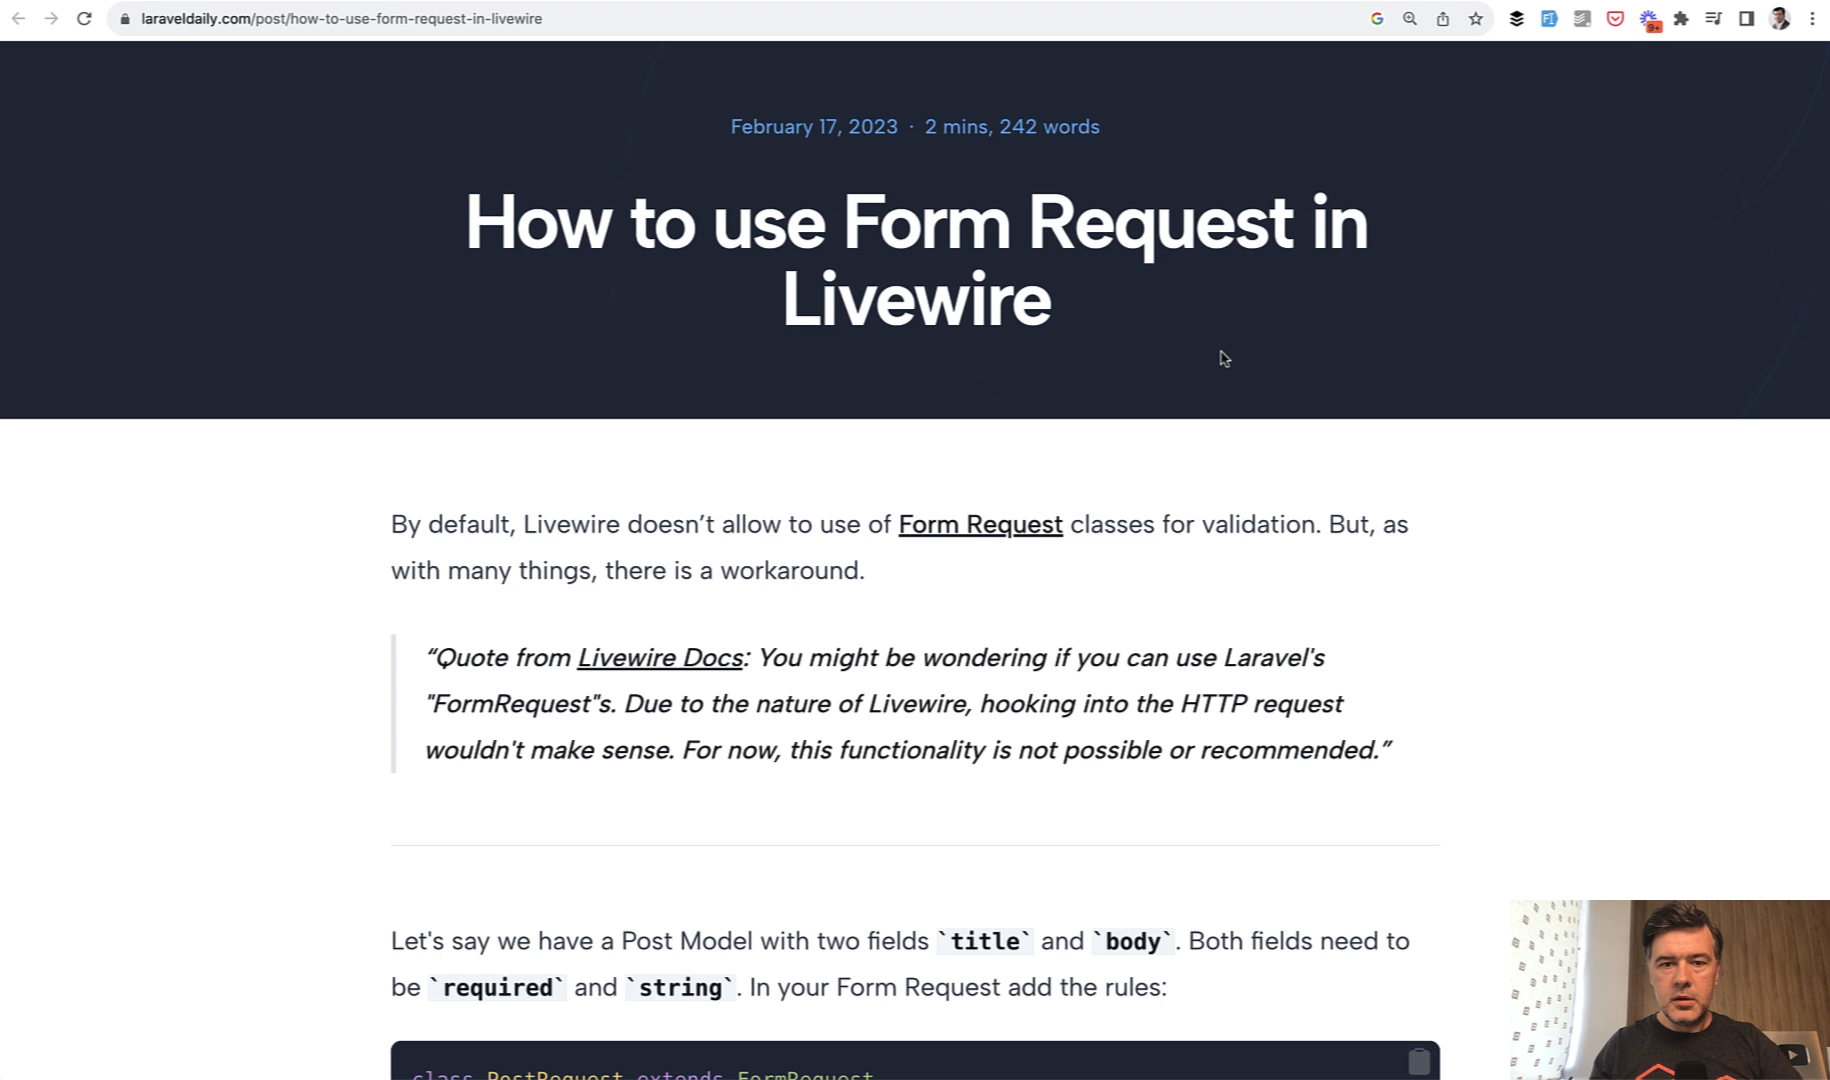 laraveldaily.com/post/how-to-use-form-request-in-livewire
9+
February 17, 2023 · 2 mins, 242 words
How to use Form Request in
Livewire
By default, Livewire doesn’t allow to use of Form Request classes for validation. But, as
with many things, there is a workaround.
“Quote from Livewire Docs: You might be wondering if you can use Laravel's
"FormRequest"s. Due to the nature of Livewire, hooking into the HTTP request
wouldn't make sense. For now, this functionality is not possible or recommended.”
Let's say we have a Post Model with two fields `title` and `body`. Both fields need to
be `required` and `string`. In your Form Request add the rules:
class PostRequest extends FormRequest